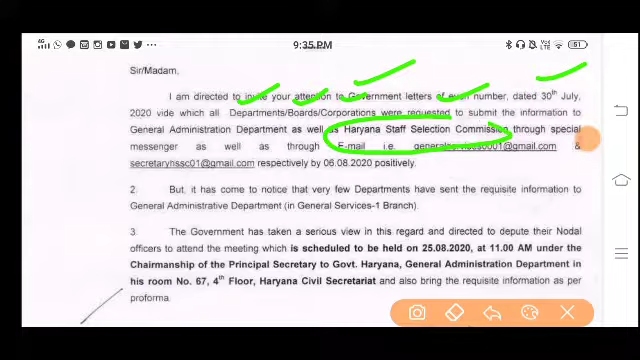 4G
9:35PM
VoI
LTE
51
Sir/Madam,
I am directed to invite your attention to Government letters of even number, dated 30th July,
2020 vide which all Departments/Boards/Corporations were requested to submit the information to
General Administration Department as well as Haryana Staff Selection Commission through special
messenger as well as through E-mail i.e. &
secretaryhssc01@gmail.com respectively by 06.08.2020 positively.
2. But, it has come to notice that very few Departments have sent the requisite information to
General Administrative Department (in General Services-1 Branch).
3. The Government has taken a serious view in this regard and directed to depute their Nodal
officers to attend the meeting which is scheduled to be held on 25.08.2020, at 11.00 AM under the
Chairmanship of the Principal Secretary to Govt. Haryana, General Administration Department in
his room No. 67, 4th Floor, Haryana Civil Secretariat and also bring the requisite information as per
proforma.